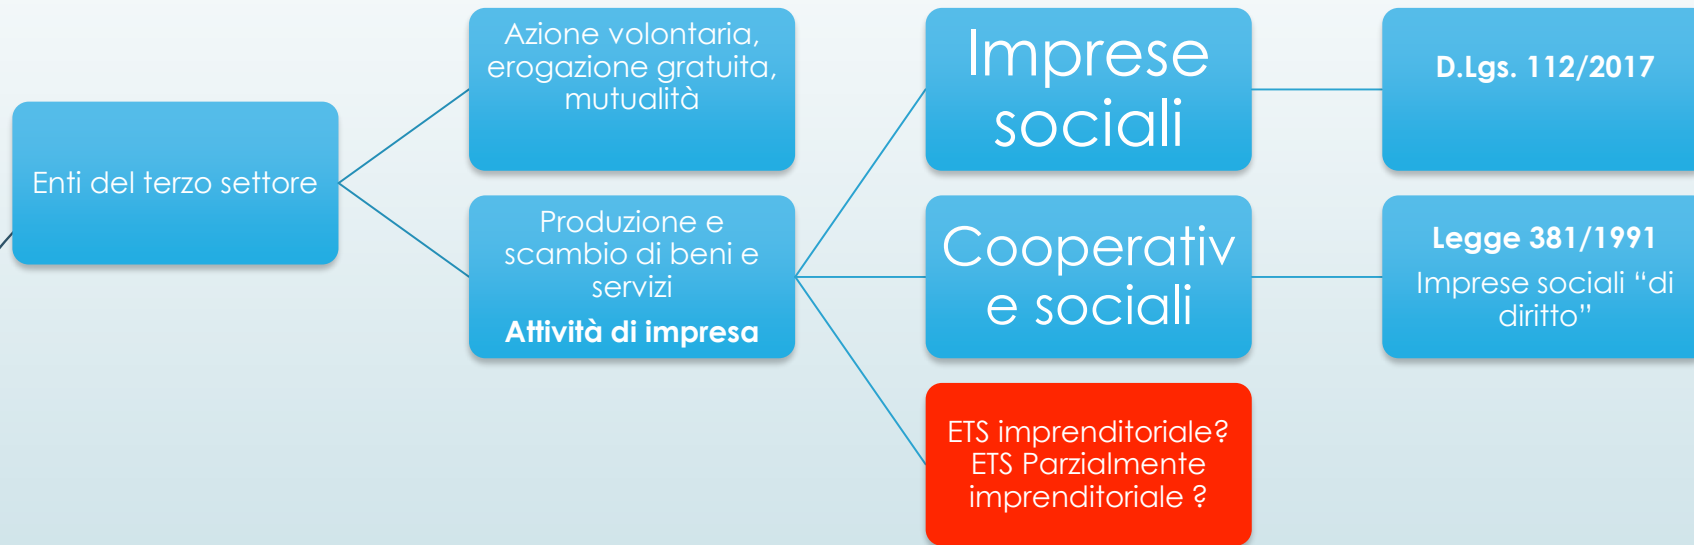 Enti del terzo settore
Azione volontaria,
erogazione gratuita,
mutualità
Produzione e
scambio di beni e
servizi
Attività di impresa
Imprese
sociali
Cooperativ
e sociali
ETS imprenditoriale?
ETS Parzialmente
imprenditoriale ?
D.Lgs. 112/2017
Legge 381/1991
Imprese sociali “di
diritto”